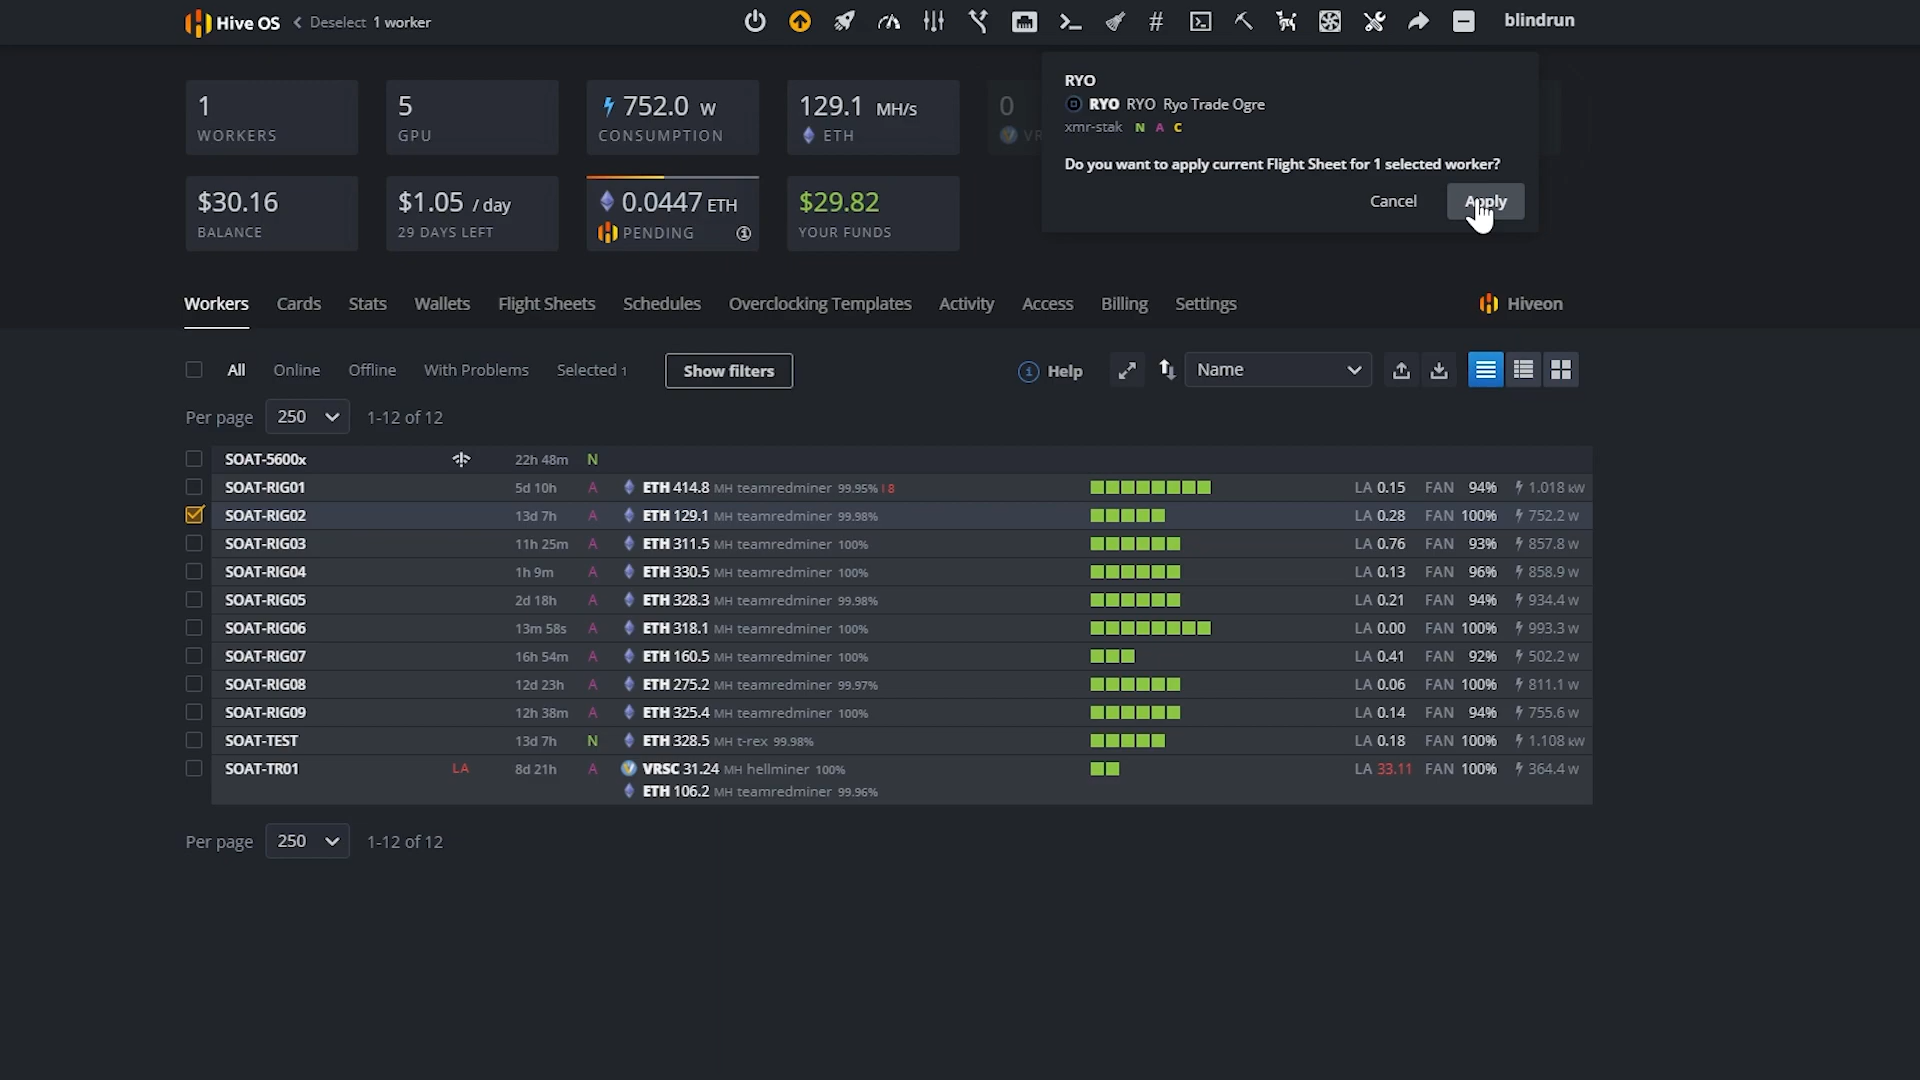 Hive OS Deselect 1 worker # blindrun
1
WORKERS
5
GPU
752.0 W
CONSUMPTION
129.1 MH/s
ETH
0
VR
$30.16
BALANCE
$1.05 / day
29 DAYS LEFT
0.0447 ETH
PENDING
$29.82
YOUR FUNDS
RYO
RYO RYO Ryo Trade Ogre
xmr-stak N A C
Do you want to apply current Flight Sheet for 1 selected worker?
Cancel Apply
Workers Cards Stats Wallets Flight Sheets Schedules Overclocking Templates Activity Access Billing Settings Hiveon
All Online Offline With Problems Selected 1 Show filters Help Name
Per page 250 1-12 of 12
SOAT-5600x 22h 48m N
SOAT-RIG01 5d 10h A ETH 414.8 MH teamredminer 99.95% I 8 LA 0.15 FAN 94% 1.018 kW
SOAT-RIG02 13d 7h A ETH 129.1 MH teamredminer 99.98% LA 0.28 FAN 100% 752.2 W
SOAT-RIG03 11h 25m A ETH 311.5 MH teamredminer 100% LA 0.76 FAN 93% 857.8 W
SOAT-RIG04 1h 9m A ETH 330.5 MH teamredminer 100% LA 0.13 FAN 96% 858.9 W
SOAT-RIG05 2d 18h A ETH 328.3 MH teamredminer 99.98% LA 0.21 FAN 94% 934.4 W
SOAT-RIG06 13m 58s A ETH 318.1 MH teamredminer 100% LA 0.00 FAN 100% 993.3 W
SOAT-RIG07 16h 54m A ETH 160.5 MH teamredminer 100% LA 0.41 FAN 92% 502.2 W
SOAT-RIG08 12d 23h A ETH 275.2 MH teamredminer 99.97% LA 0.06 FAN 100% 811.1 W
SOAT-RIG09 12h 38m A ETH 325.4 MH teamredminer 100% LA 0.14 FAN 94% 755.6 W
SOAT-TEST 13d 7h N ETH 328.5 MH t-rex 99.98% LA 0.18 FAN 100% 1.108 kW
SOAT-TR01 LA 8d 21h A VRSC 31.24 MH hellminer 100% LA 33.11 FAN 100% 364.4 W
ETH 106.2 MH teamredminer 99.96%
Per page 250 1-12 of 12